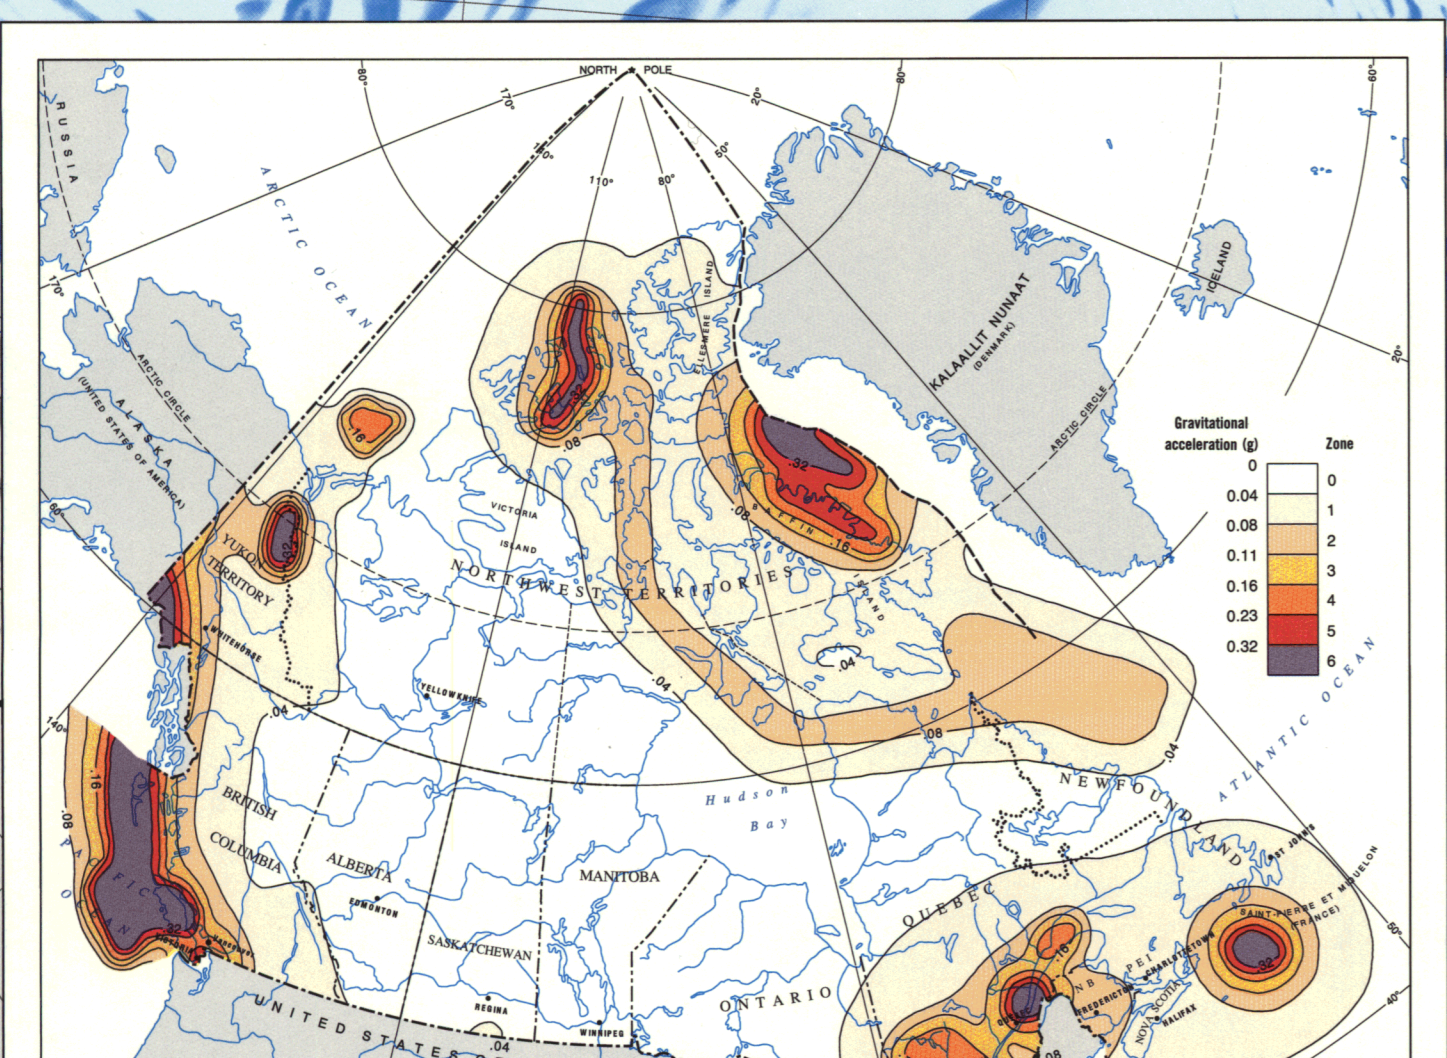 NORTH POLE
80°
170°
140°
110°
80°
50°
20°
80°
60°
RUSSIA
ARCTIC OCEAN
170°
ELLESMERE ISLAND
ICELAND
KALAALLIT NUNAAT
(DENMARK)
ARCTIC CIRCLE
20°
ARCTIC CIRCLE
ALASKA
(UNITED STATES OF AMERICA)
60°
.16
.32
.08
.32
.08
BAFFIN
.16
ISLAND
VICTORIA
ISLAND
Gravitational
acceleration (g)
Zone
0
0
0.04
1
0.08
2
0.11
3
0.16
4
0.23
5
0.32
6
.32
YUKON
TERRITORY
NORTHWEST TERRITORIES
WHITEHORSE
YELLOWKNIFE
.04
.04
.04
.08
.04
140°
.16
.08
PACIFIC
OCEAN
.32
BRITISH
COLUMBIA
ALBERTA
EDMONTON
SASKATCHEWAN
MANITOBA
Hudson
Bay
NEWFOUNDLAND
ATLANTIC OCEAN
ST JOHN'S
SAINT-PIERRE ET MIQUELON
(FRANCE)
.32
50°
40°
QUEBEC
.16
PEI
CHARLOTTETOWN
NB
FREDERICTON
NOVA SCOTIA
HALIFAX
QUEBEC
.08
ONTARIO
VICTORIA
Vancouver
REGINA
WINNIPEG
.04
UNITED STATES O